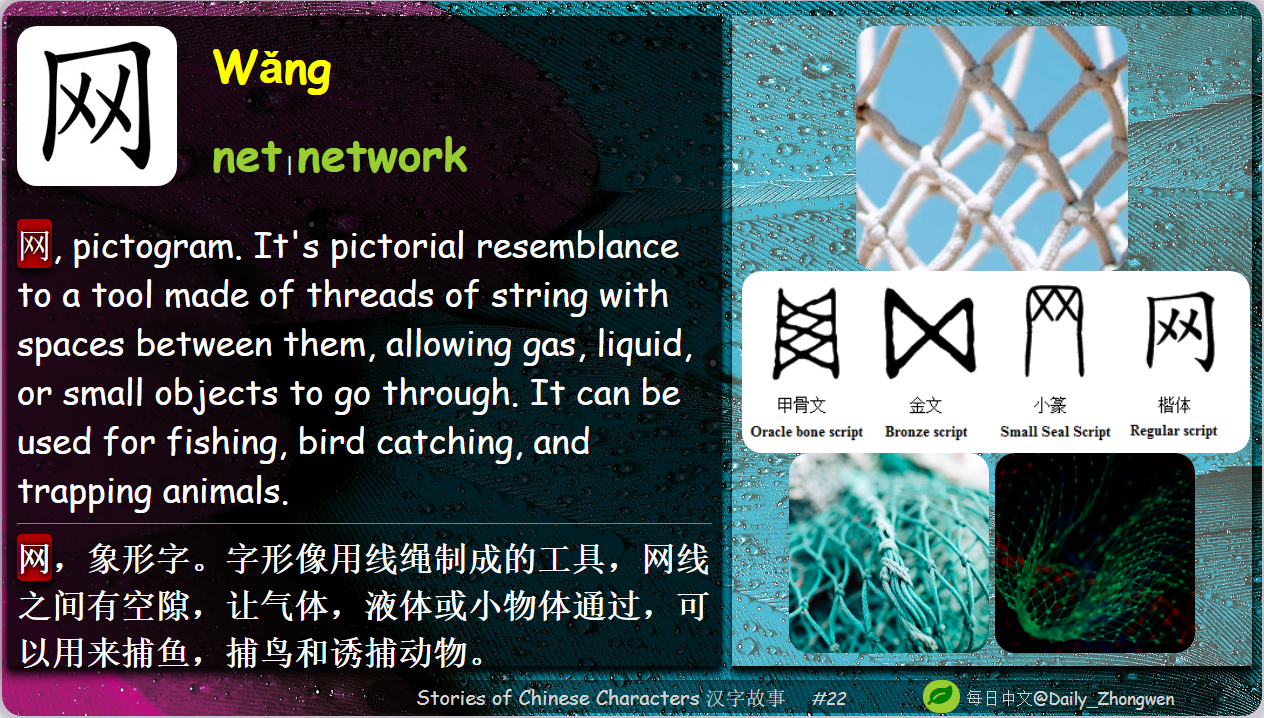 网
Wǎng
net | network
网, pictogram. It's pictorial resemblance
to a tool made of threads of string with
spaces between them, allowing gas, liquid,
or small objects to go through. It can be
used for fishing, bird catching, and
trapping animals.
网，象形字。字形像用线绳制成的工具，网线
之间有空隙，让气体，液体或小物体通过，可
以用来捕鱼，捕鸟和诱捕动物。
网
甲骨文 金文 小篆 楷体
Oracle bone script Bronze script Small Seal Script Regular script
Stories of Chinese Characters 汉字故事 #22
每日中文@Daily_Zhongwen